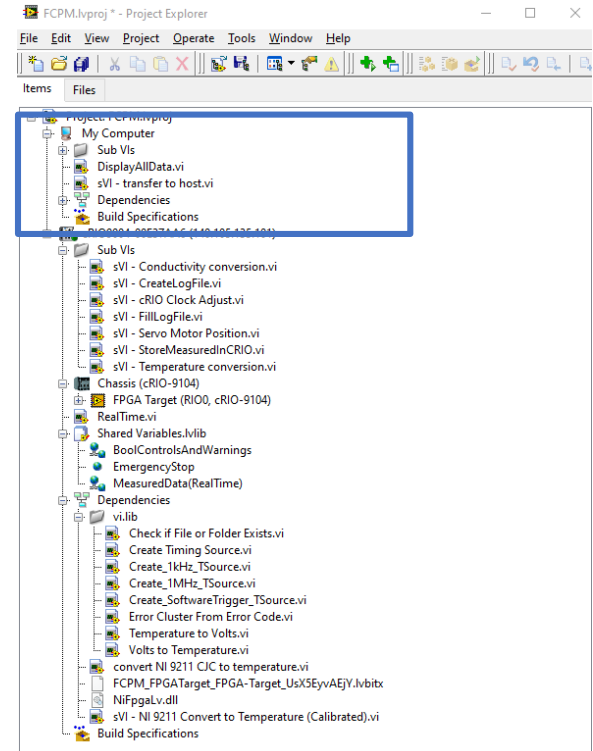 FCPM.lvproj * - Project Explorer
File Edit View Project Operate Tools Window Help
Items Files
Project: FCPM.lvproj
My Computer
Sub VIs
DisplayAllData.vi
sVI - transfer to host.vi
Dependencies
Build Specifications
Sub VIs
sVI - Conductivity conversion.vi
sVI - CreateLogFile.vi
sVI - cRIO Clock Adjust.vi
sVI - FillLogFile.vi
sVI - Servo Motor Position.vi
sVI - StoreMeasuredInCRIO.vi
sVI - Temperature conversion.vi
Chassis (cRIO-9104)
FPGA Target (RIO0, cRIO-9104)
RealTime.vi
Shared Variables.lvlib
BoolControlsAndWarnings
EmergencyStop
MeasuredData(RealTime)
Dependencies
vi.lib
Check if File or Folder Exists.vi
Create Timing Source.vi
Create_1kHz_TSource.vi
Create_1MHz_TSource.vi
Create_SoftwareTrigger_TSource.vi
Error Cluster From Error Code.vi
Temperature to Volts.vi
Volts to Temperature.vi
convert NI 9211 CJC to temperature.vi
FCPM_FPGATarget_FPGA-Target_UsX5EyvAEjY.lvbitx
NiFpgaLv.dll
sVI - NI 9211 Convert to Temperature (Calibrated).vi
Build Specifications